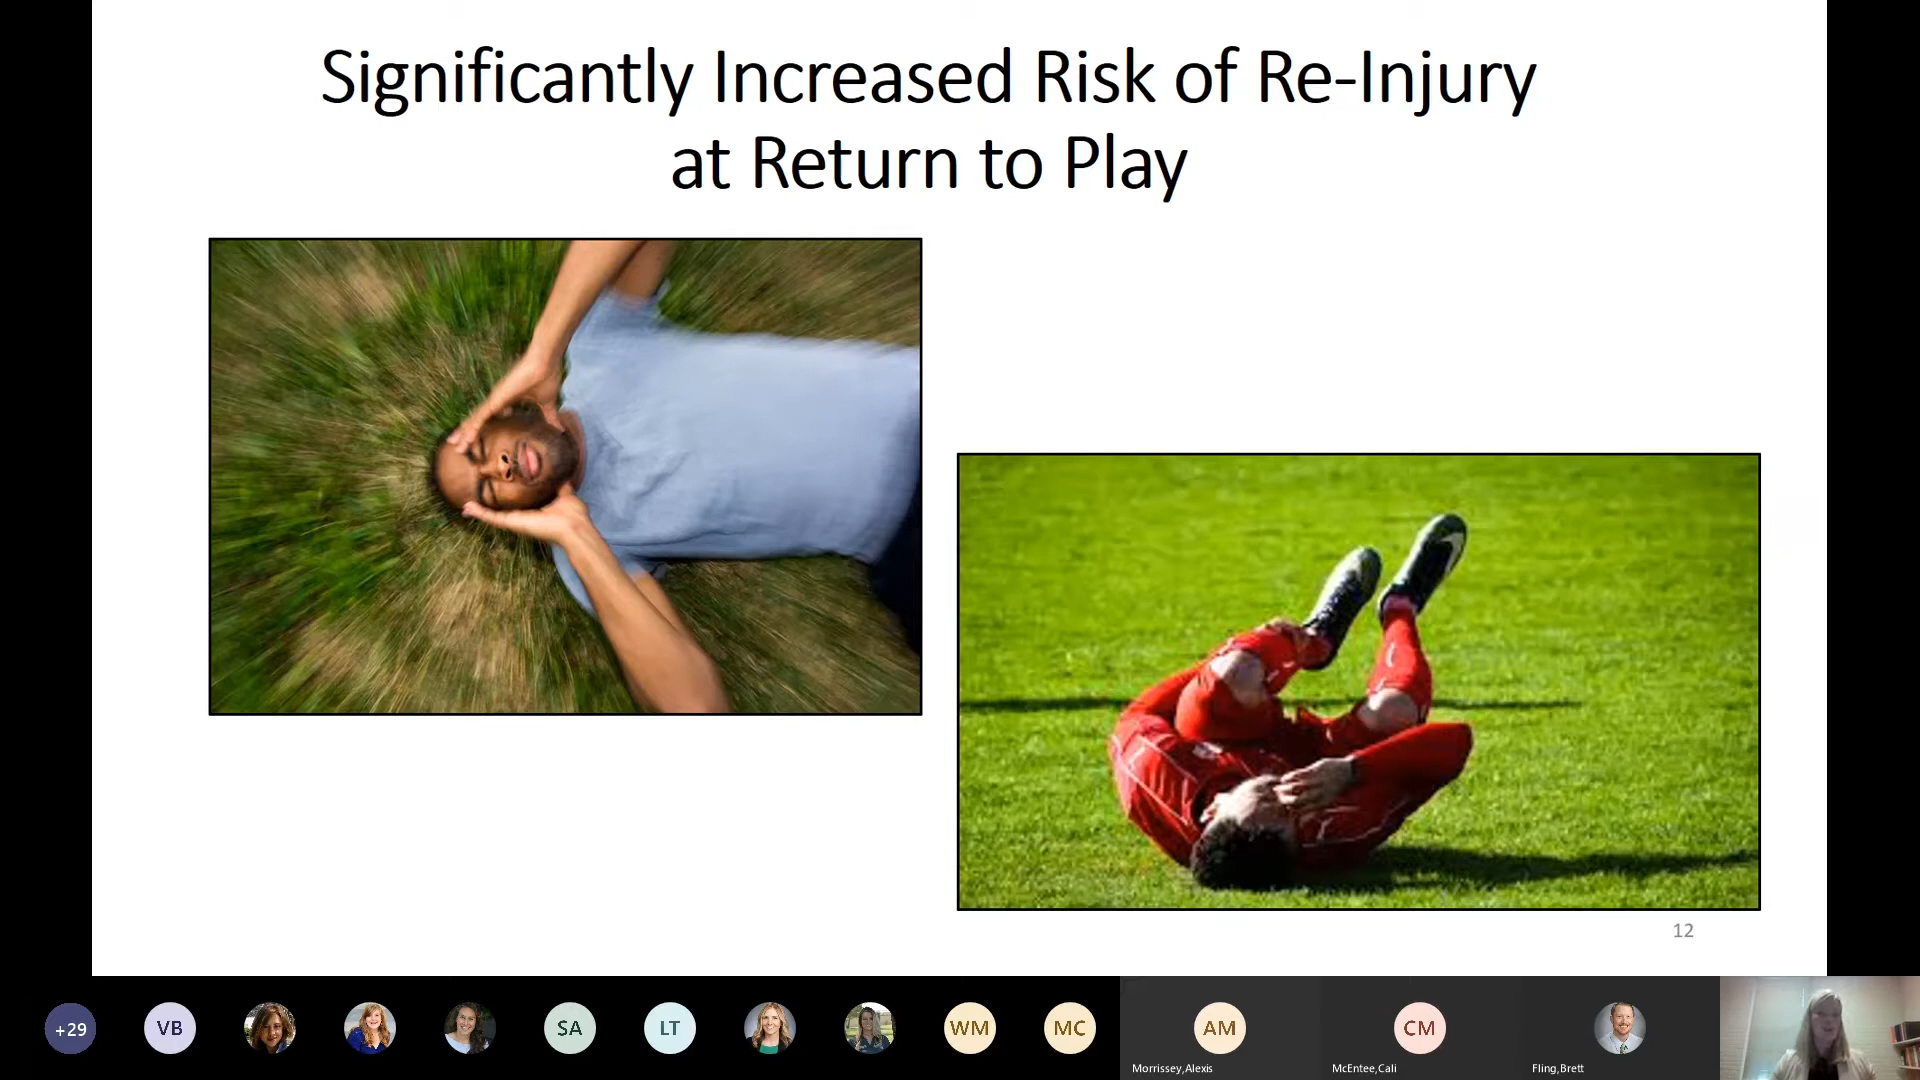 Significantly Increased Risk of Re-Injury
at Return to Play
12
+29
VB
SA
LT
WM
MC
AM
CM
Morrissey,Alexis
McEntee,Cali
Fling,Brett